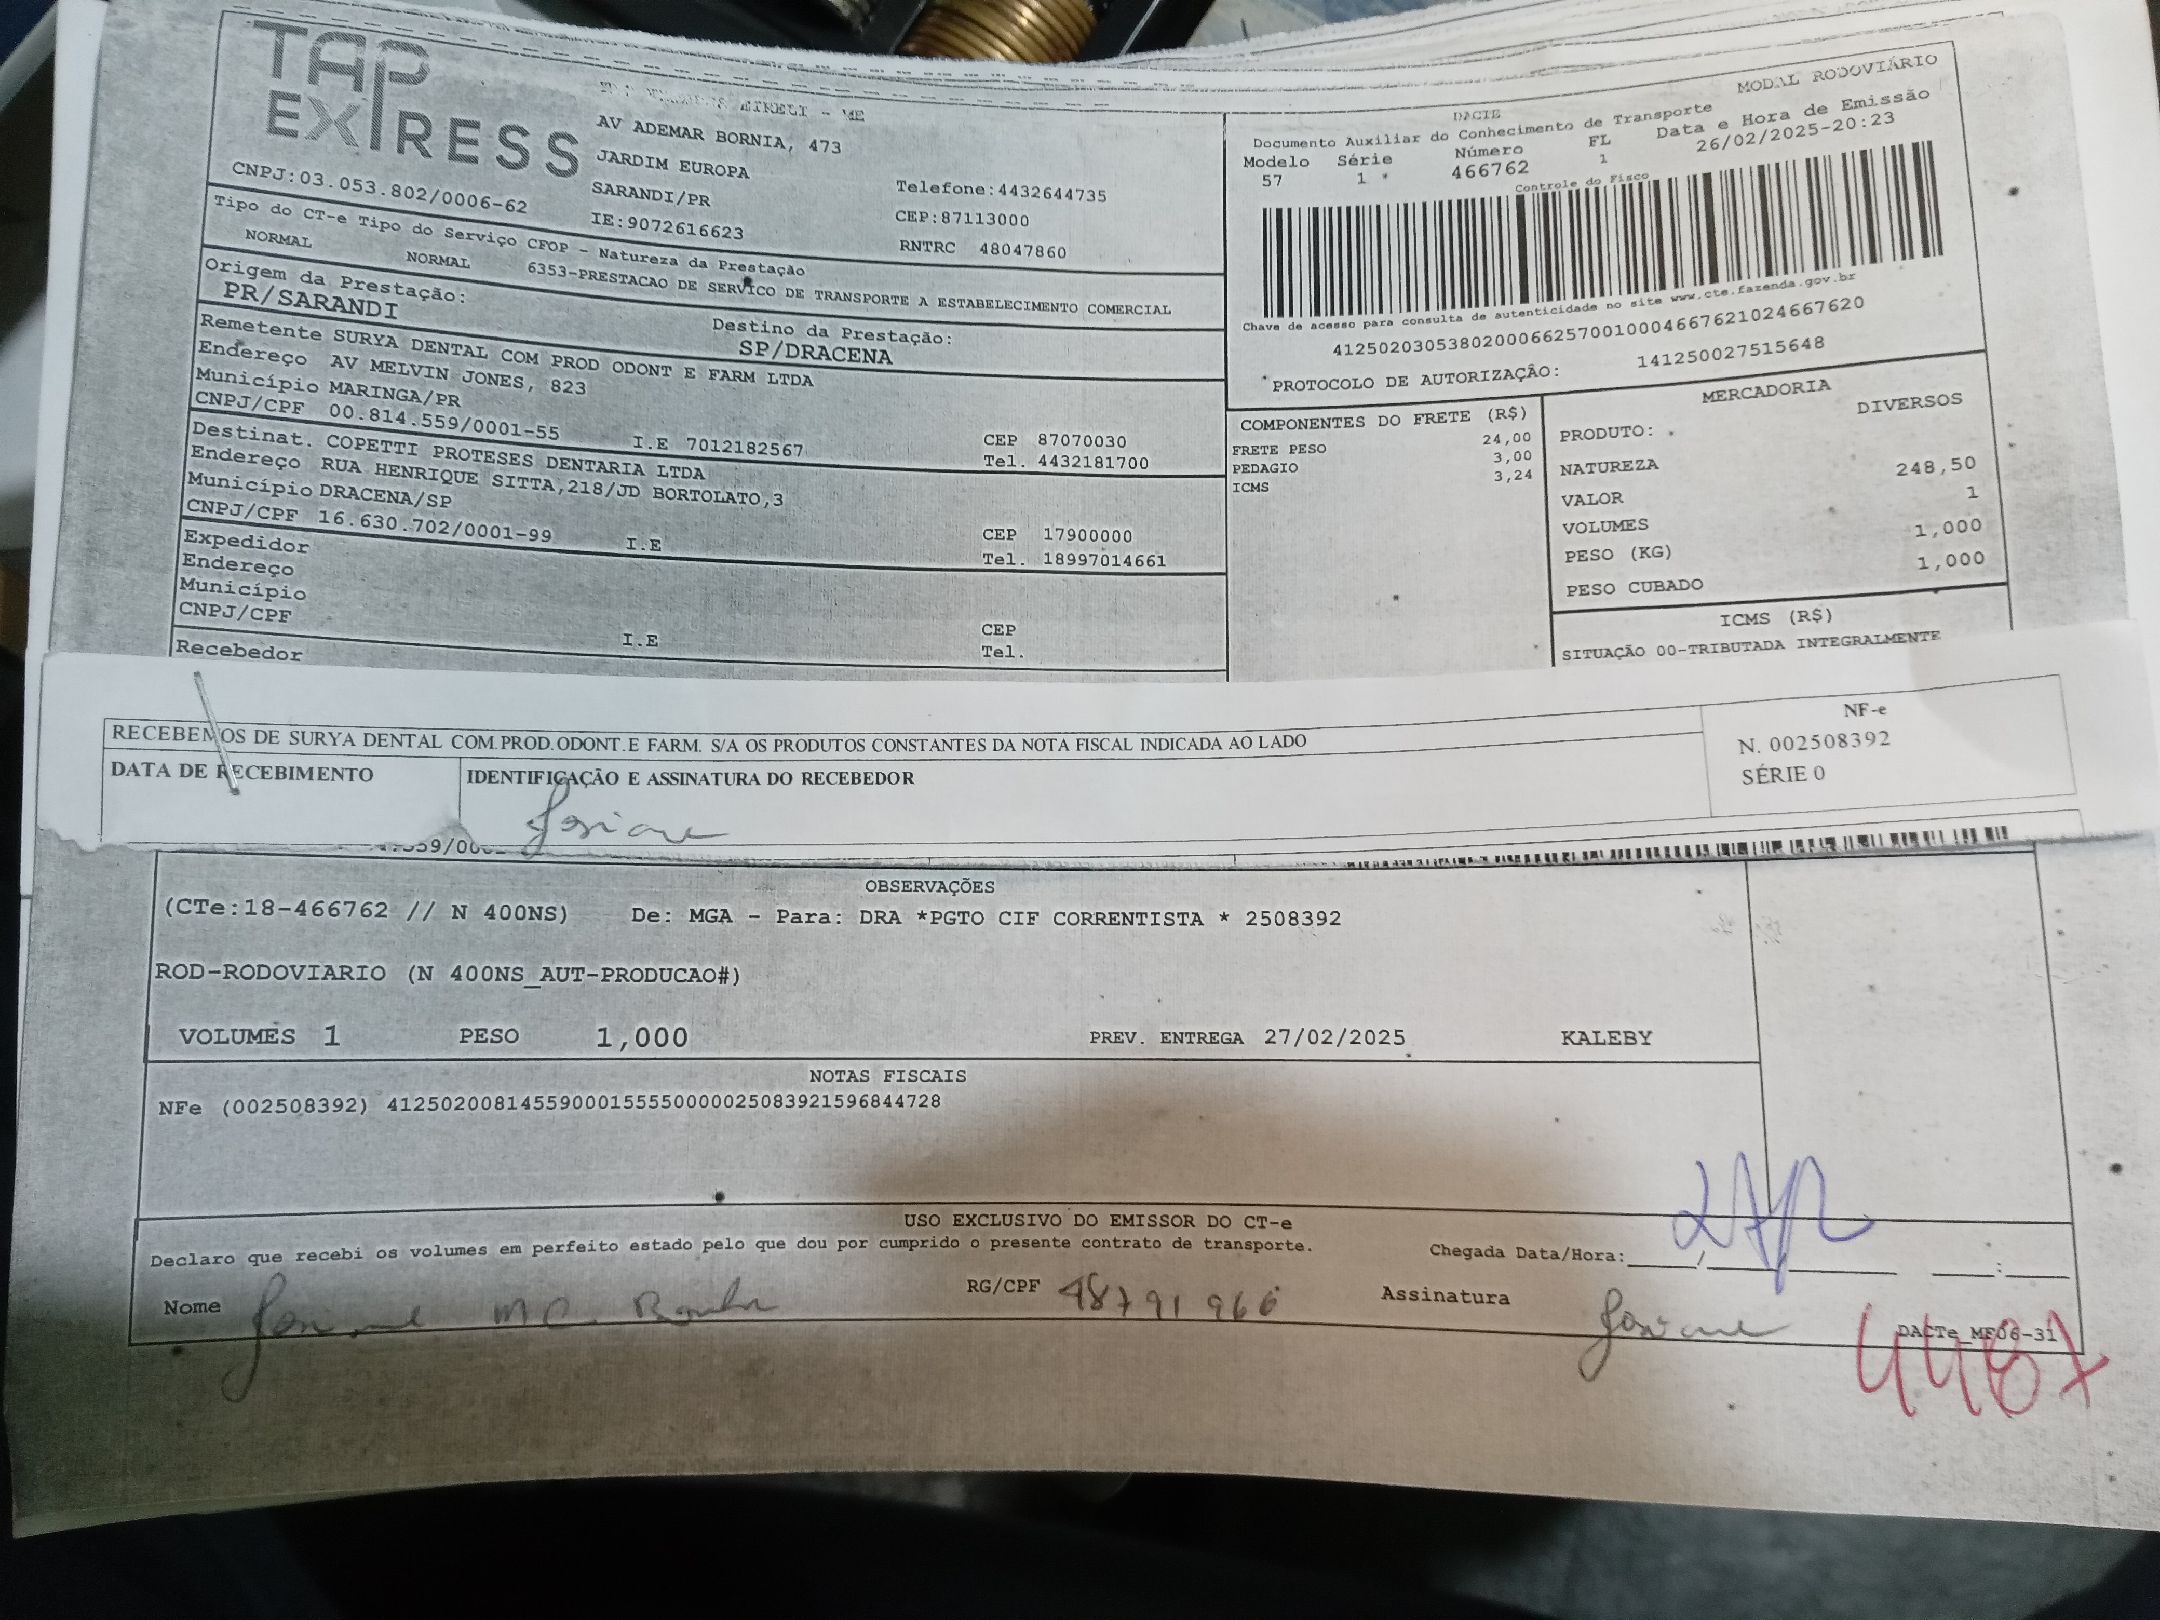 TAP EXPRESS
EIRELI - ME
AV ADEMAR BORNIA, 473
JARDIM EUROPA
SARANDI/PR
IE:9072616623
Telefone:4432644735
CEP:87113000
RNTRC 48047860
CNPJ:03.053.802/0006-62
Tipo do CT-e Tipo do Serviço CFOP - Natureza da Prestação
NORMAL NORMAL 6353-PRESTACAO DE SERVICO DE TRANSPORTE A ESTABELECIMENTO COMERCIAL
Origem da Prestação: Destino da Prestação:
PR/SARANDI SP/DRACENA
Remetente SURYA DENTAL COM PROD ODONT E FARM LTDA
Endereço AV MELVIN JONES, 823
Município MARINGA/PR CEP 87070030
CNPJ/CPF 00.814.559/0001-55 I.E 7012182567 Tel. 4432181700
Destinat. COPETTI PROTESES DENTARIA LTDA
Endereço RUA HENRIQUE SITTA,218/JD BORTOLATO,3
Município DRACENA/SP CEP 17900000
CNPJ/CPF 16.630.702/0001-99 I.E Tel. 18997014661
Expedidor
Endereço
Município CEP
CNPJ/CPF I.E Tel.
Recebedor
DACTE MODAL RODOVIÁRIO
Documento Auxiliar do Conhecimento de Transporte
Modelo Série Número FL Data e Hora de Emissão
57 1 466762 1 26/02/2025-20:23
Controle do Fisco
Chave de acesso para consulta de autenticidade no site www.cte.fazenda.gov.br
41250203053802000662570010004667621024667620
PROTOCOLO DE AUTORIZAÇÃO: 141250027515648
COMPONENTES DO FRETE (R$)
FRETE PESO 24,00
PEDAGIO 3,00
ICMS 3,24
MERCADORIA
PRODUTO: DIVERSOS
NATUREZA
VALOR 248,50
VOLUMES 1
PESO (KG) 1,000
PESO CUBADO 1,000
ICMS (R$)
SITUAÇÃO 00-TRIBUTADA INTEGRALMENTE
RECEBEMOS DE SURYA DENTAL COM.PROD.ODONT.E FARM. S/A OS PRODUTOS CONSTANTES DA NOTA FISCAL INDICADA AO LADO
DATA DE RECEBIMENTO IDENTIFICAÇÃO E ASSINATURA DO RECEBEDOR
Josiane
NF-e
N. 002508392
SÉRIE 0
OBSERVAÇÕES
(CTe:18-466762 // N 400NS) De: MGA - Para: DRA *PGTO CIF CORRENTISTA * 2508392
ROD-RODOVIARIO (N 400NS_AUT-PRODUCAO#)
VOLUMES 1 PESO 1,000 PREV. ENTREGA 27/02/2025 KALEBY
NOTAS FISCAIS
NFe (002508392) 41250200814559000155550000025083921596844728
USO EXCLUSIVO DO EMISSOR DO CT-e
Declaro que recebi os volumes em perfeito estado pelo que dou por cumprido o presente contrato de transporte. Chegada Data/Hora:
Nome Josiane RG/CPF 48791966 Assinatura Josiane
DACTe_MF06-31